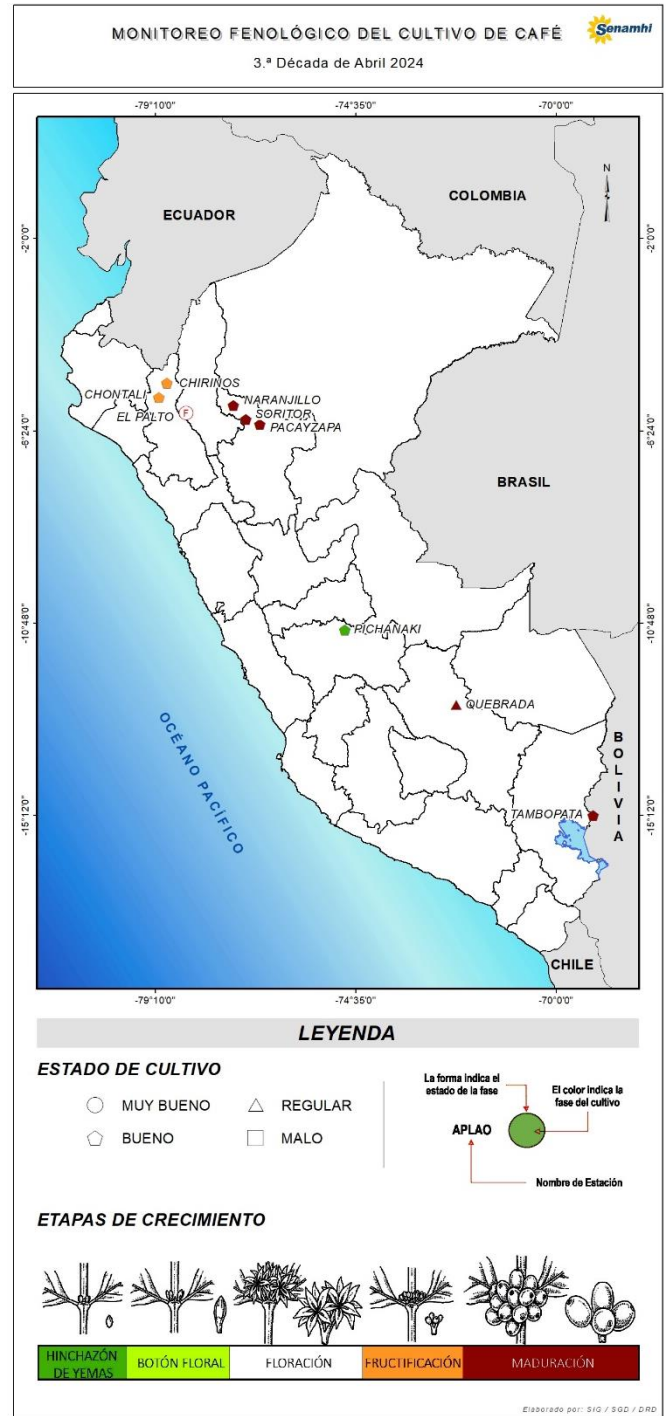 MONITOREO FENOLÓGICO DEL CULTIVO DE CAFÉ
Senamhi
3.ª Década de Abril 2024
-79°10'0"
-74°35'0"
-70°0'0"
N
COLOMBIA
ECUADOR
-2°0'0"
-2°0'0"
CHIRINOS
CHONTALI
NARANJILLO
EL PALTO
F
SORITOR
PACAYZAPA
-6°24'0"
-6°24'0"
BRASIL
-10°48'0"
-10°48'0"
PICHANAKI
QUEBRADA
OCÉANO PACÍFICO
BOLIVIA
TAMBOPATA
-15°12'0"
-15°12'0"
CHILE
-79°10'0"
-74°35'0"
-70°0'0"
LEYENDA
ESTADO DE CULTIVO
MUY BUENO
REGULAR
BUENO
MALO
La forma indica el
estado de la fase
El color indica la
fase del cultivo
APLAO
Nombre de Estación
ETAPAS DE CRECIMIENTO
HINCHAZÓN
DE YEMAS
BOTÓN FLORAL
FLORACIÓN
FRUCTIFICACIÓN
MADURACIÓN
Elaborado por: SIG / SGD / DRD